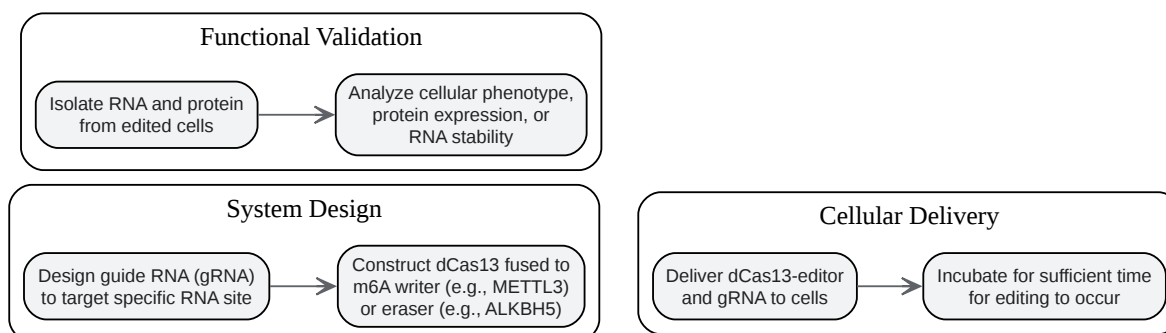 Functional Validation
Isolate RNA and protein
from edited cells
Analyze cellular phenotype,
protein expression, or
RNA stability
System Design
Design guide RNA (gRNA)
to target specific RNA site
Construct dCas13 fused to
m6A writer (e.g., METTL3)
or eraser (e.g., ALKBH5)
Cellular Delivery
Deliver dCas13-editor
and gRNA to cells
Incubate for sufficient time
for editing to occur